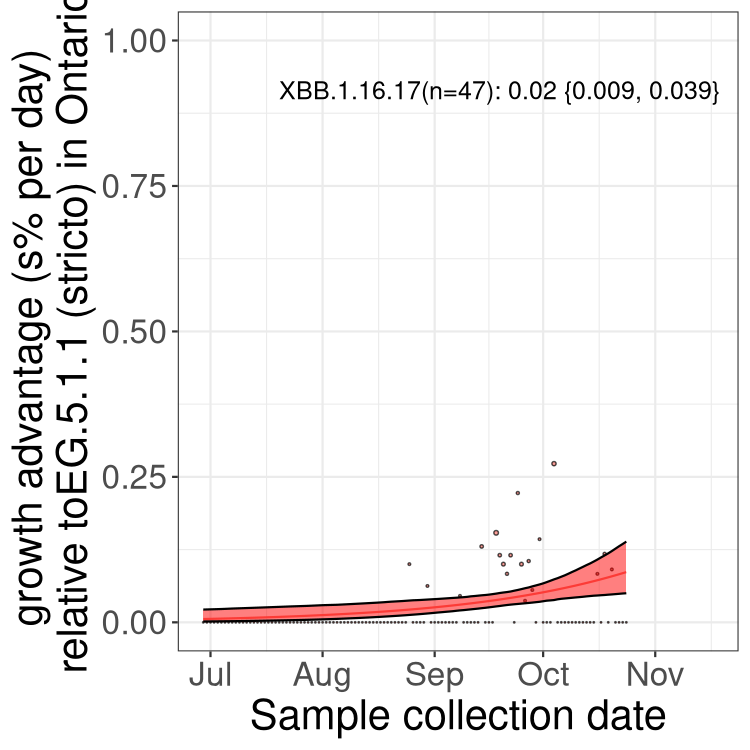 growth advantage (s% per day)
relative toEG.5.1.1 (stricto) in Ontario
1.00
XBB.1.16.17(n=47): 0.02 {0.009, 0.039}
0.75
0.50
0.25
0.00
Jul Aug Sep Oct Nov
Sample collection date